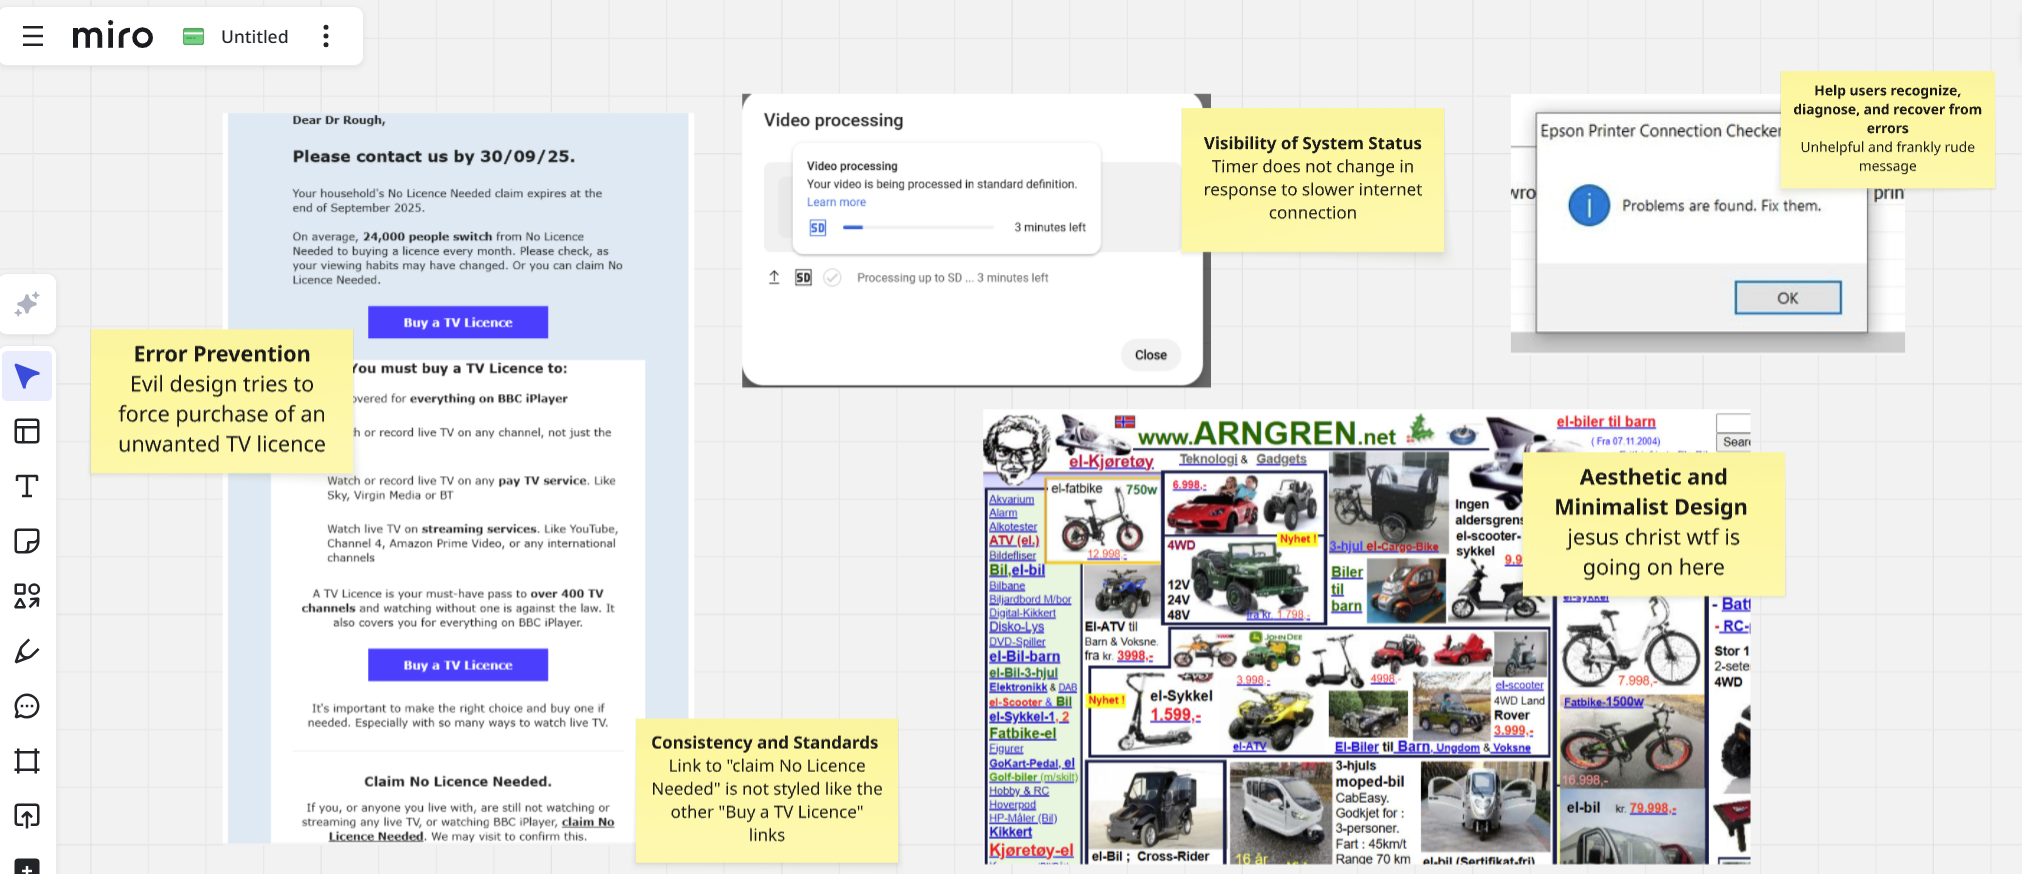 miro
Untitled
Dear Dr Rough,
Please contact us by 30/09/25.
Your household's No Licence Needed claim expires at the
end of September 2025.
On average, 24,000 people switch from No Licence
Needed to buying a licence every month. Please check, as
your viewing habits may have changed. Or you can claim No
Licence Needed.
Buy a TV Licence
You must buy a TV Licence to:
overed for everything on BBC iPlayer
h or record live TV on any channel, not just the
Watch or record live TV on any pay TV service. Like
Sky, Virgin Media or BT
Watch live TV on streaming services. Like YouTube,
Channel 4, Amazon Prime Video, or any international
channels
A TV Licence is your must-have pass to over 400 TV
channels and watching without one is against the law. It
also covers you for everything on BBC iPlayer.
Buy a TV Licence
It's important to make the right choice and buy one if
needed. Especially with so many ways to watch live TV.
Claim No Licence Needed.
If you, or anyone you live with, are still not watching or
streaming any live TV, or watching BBC iPlayer, claim No
Licence Needed. We may visit to confirm this.
Error Prevention
Evil design tries to
force purchase of an
unwanted TV licence
Consistency and Standards
Link to "claim No Licence
Needed" is not styled like the
other "Buy a TV Licence"
links
Video processing
Video processing
Your video is being processed in standard definition.
Learn more
SD
3 minutes left
SD
Processing up to SD ... 3 minutes left
Close
Visibility of System Status
Timer does not change in
response to slower internet
connection
Epson Printer Connection Checker
wro
prin
Problems are found. Fix them.
OK
Help users recognize,
diagnose, and recover from
errors
Unhelpful and frankly rude
message
www.ARNGREN.net
el-biler til barn
( Fra 07.11.2004)
Sear
el-Kjøretøy
Teknologi & Gadgets
Akvarium
Alarm
Alkotester
ATV (el.)
Bildefliser
Bil,el-bil
Bilbane
Biljardbord M/bor
Digital-Kikkert
Disko-Lys
DVD-Spiller
el-Bil-barn
el-Bil-3-hjul
Elektronikk & DAB
el-Scooter & Bil
el-Sykkel-1, 2
Fatbike-el
Figurer
GoKart-Pedal, el
Golf-biler (m/skilt)
Hobby & RC
Hoverpod
HP-Måler (Bil)
Kikkert
Kjøretøy-el
el-fatbike 750w
12.998,-
6.998,-
Nyhet !
4WD
12V
24V
48V
fra kr. 1.798,-
3-hjul el-Cargo-Bike
Biler
til
barn
Ingen
aldersgrens
el-scooter-
sykkel
9.9
El-ATV til
Barn & Voksne.
fra kr. 3998,-
JOHN DEE
3.998,-
4998,-
Nyhet !
el-Sykkel
1.599,-
el-ATV
el-scooter
4WD Land
Rover
3.999,-
El-Biler til Barn, Ungdom & Voksne
el-sykkel
7.998,-
Fatbike-1500w
16.998,-
- Batt
- RC-
Stor 1
2-sete
4WD
el-Bil ; Cross-Rider
16 år
3-hjuls
moped-bil
CabEasy.
Godkjet for :
3-personer.
Fart : 45km/t
Range 70 km
el-bil (Sertifikat-fri)
el-bil kr. 79.998,-
Aesthetic and
Minimalist Design
jesus christ wtf is
going on here